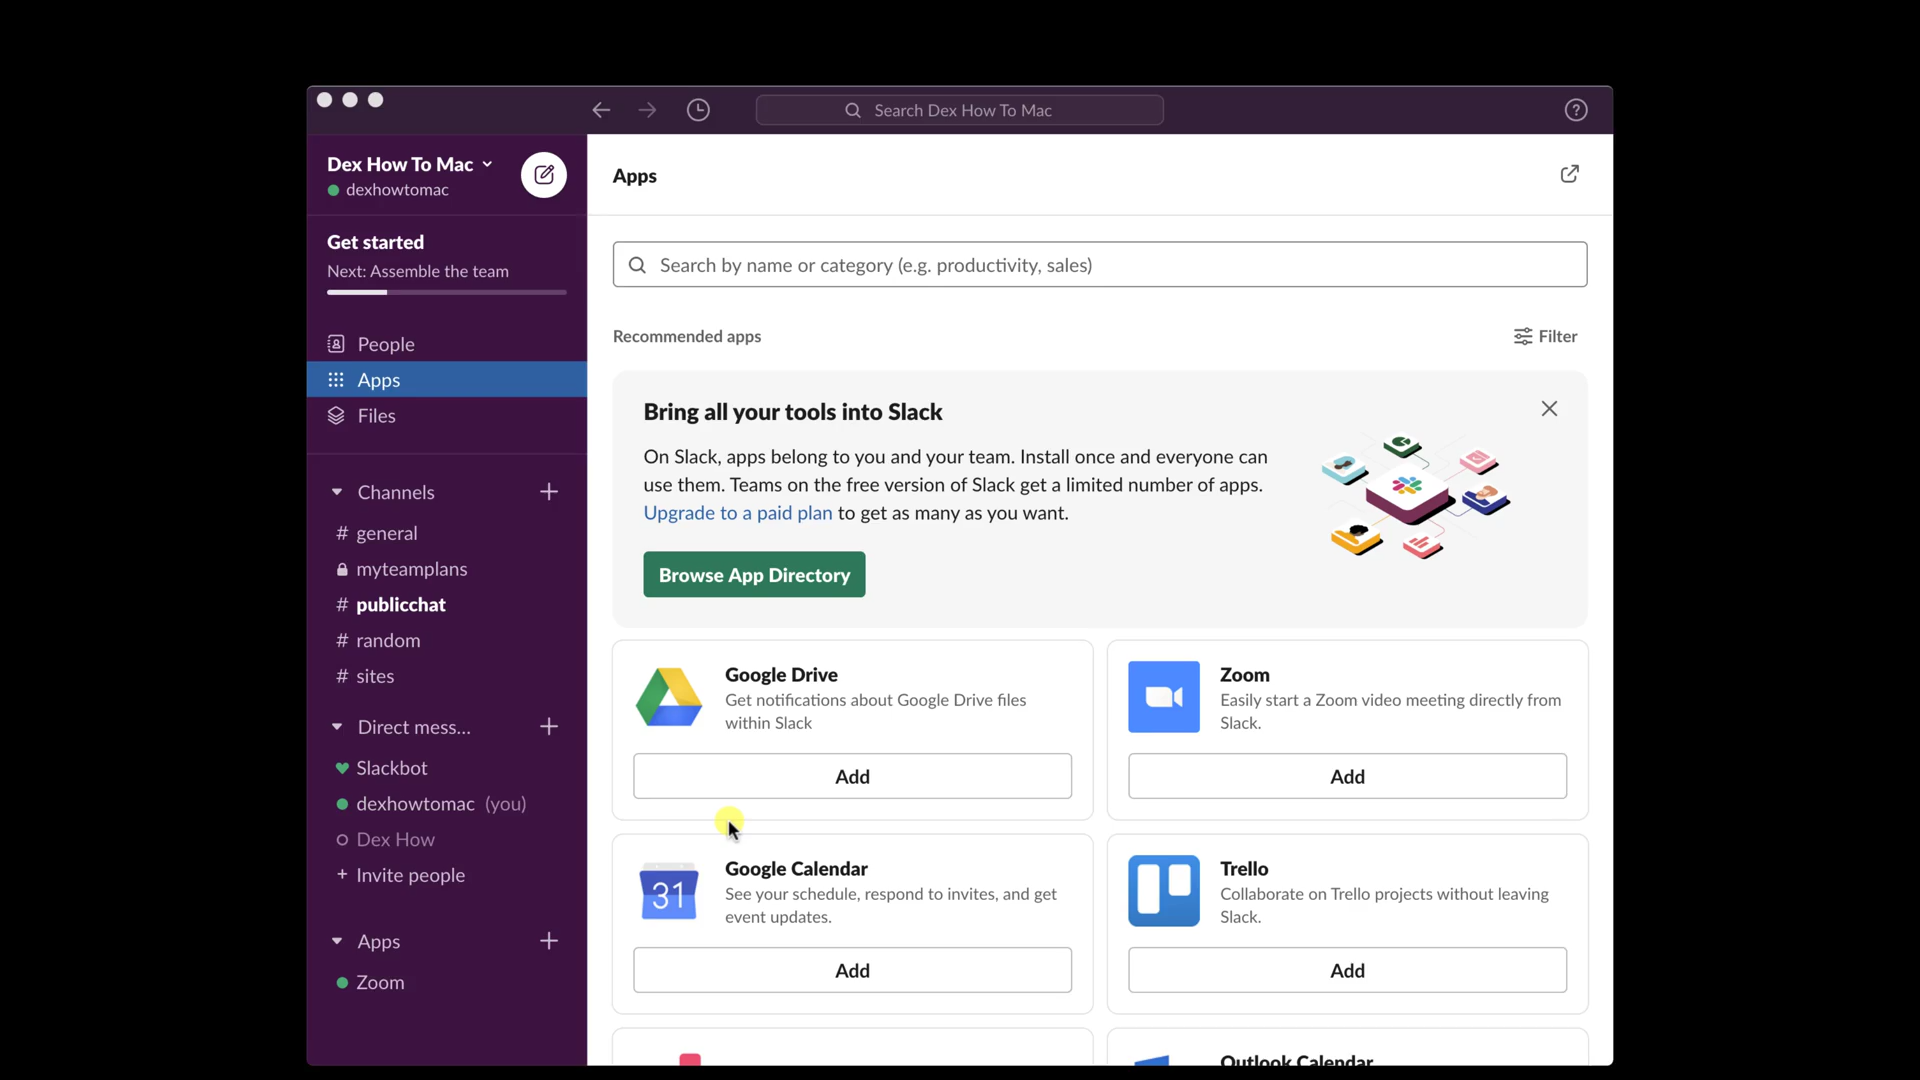 Search Dex How To Mac
Dex How To Mac
dexhowtomac
Get started
Next: Assemble the team
People
Apps
Files
Channels
# general
myteamplans
# publicchat
# random
# sites
Direct mess...
Slackbot
dexhowtomac (you)
Dex How
+ Invite people
Apps
Zoom
Apps
Search by name or category (e.g. productivity, sales)
Recommended apps
Filter
Bring all your tools into Slack
On Slack, apps belong to you and your team. Install once and everyone can
use them. Teams on the free version of Slack get a limited number of apps.
Upgrade to a paid plan to get as many as you want.
Browse App Directory
Google Drive
Get notifications about Google Drive files
within Slack
Add
Zoom
Easily start a Zoom video meeting directly from
Slack.
Add
31
Google Calendar
See your schedule, respond to invites, and get
event updates.
Add
Trello
Collaborate on Trello projects without leaving
Slack.
Add
Outlook Calendar